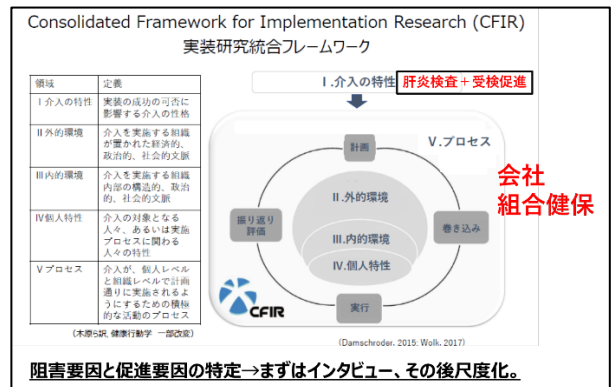 Consolidated Framework for Implementation Research (CFIR)
実装研究統合フレームワーク
領域
定義
Ⅰ介入の特性
実装の成功の可否に
影響する介入の性格
Ⅱ外的環境
介入を実施する組織
が置かれた経済的、
政治的、社会的文脈
Ⅲ内的環境
介入を実施する組織
内部の構造的、政治
的、社会的文脈
Ⅳ個人特性
介入の対象となる
人々、あるいは実施
プロセスに関わる
人々の特性
Ⅴプロセス
介入が、個人レベル
と組織レベルで計画
通りに実施されるよ
うにするための積極
的な活動のプロセス
(木原ら訳, 健康行動学 一部改変)
Ⅰ.介入の特性
肝炎検査+受検促進
計画
Ⅴ.プロセス
Ⅱ.外的環境
振り返り
評価
巻き込み
Ⅲ.内的環境
Ⅳ.個人特性
実行
CFIR
会社
組合健保
(Damschroder, 2015; Wolk, 2017)
阻害要因と促進要因の特定→まずはインタビュー、その後尺度化。